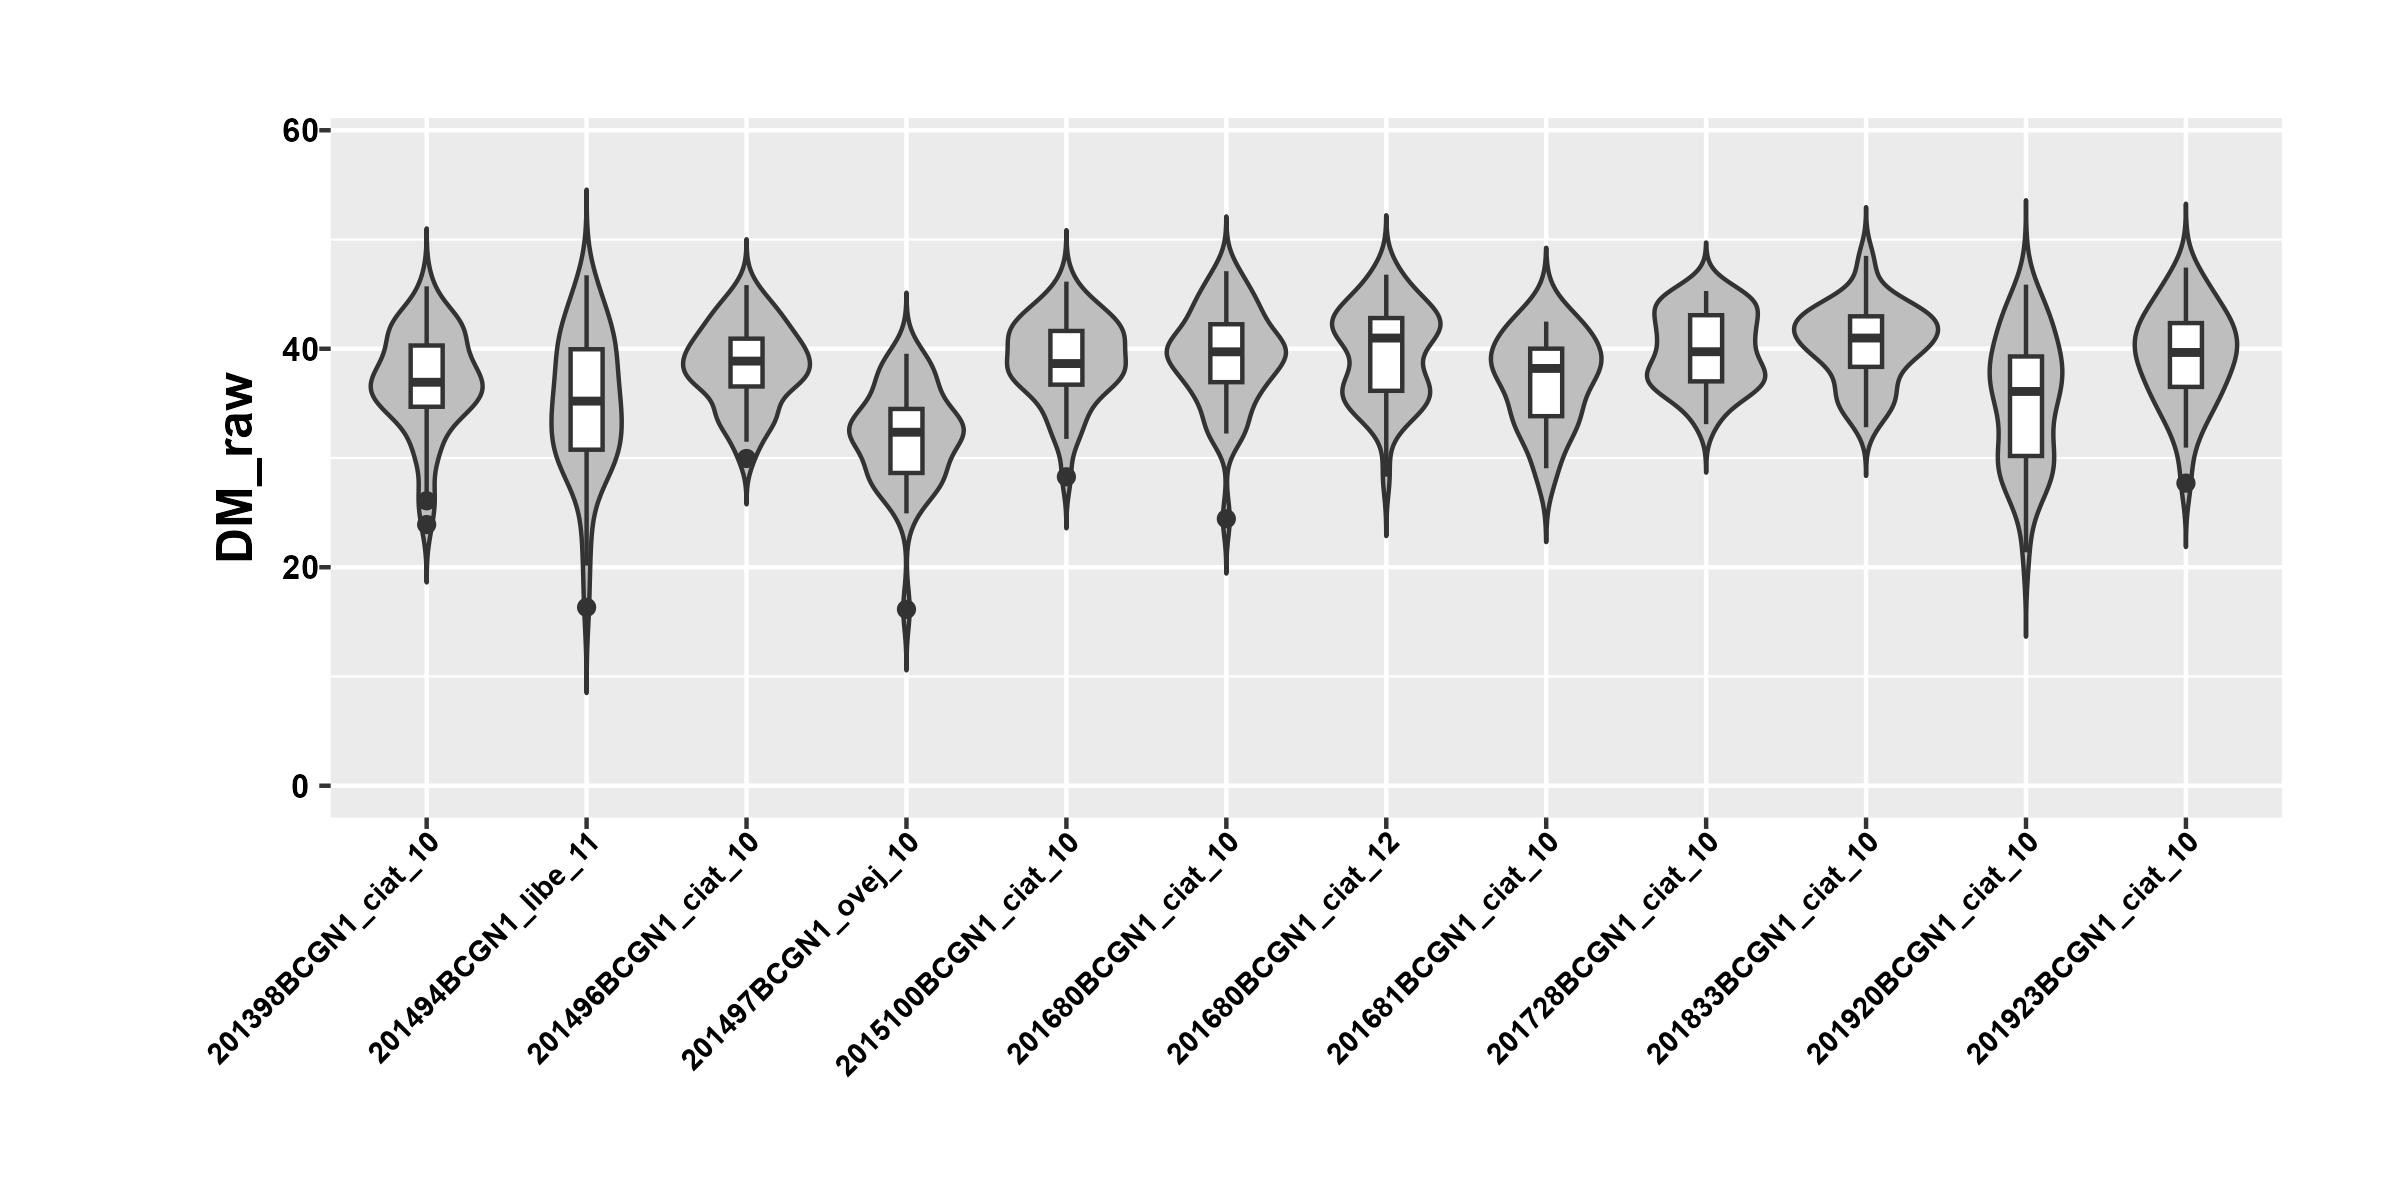 DM_raw
60
40
20
0
201398BCGN1_ciat_10
201494BCGN1_libe_11
201496BCGN1_ciat_10
201497BCGN1_ovej_10
2015100BCGN1_ciat_10
201680BCGN1_ciat_10
201680BCGN1_ciat_12
201681BCGN1_ciat_10
201728BCGN1_ciat_10
201833BCGN1_ciat_10
201920BCGN1_ciat_10
201923BCGN1_ciat_10